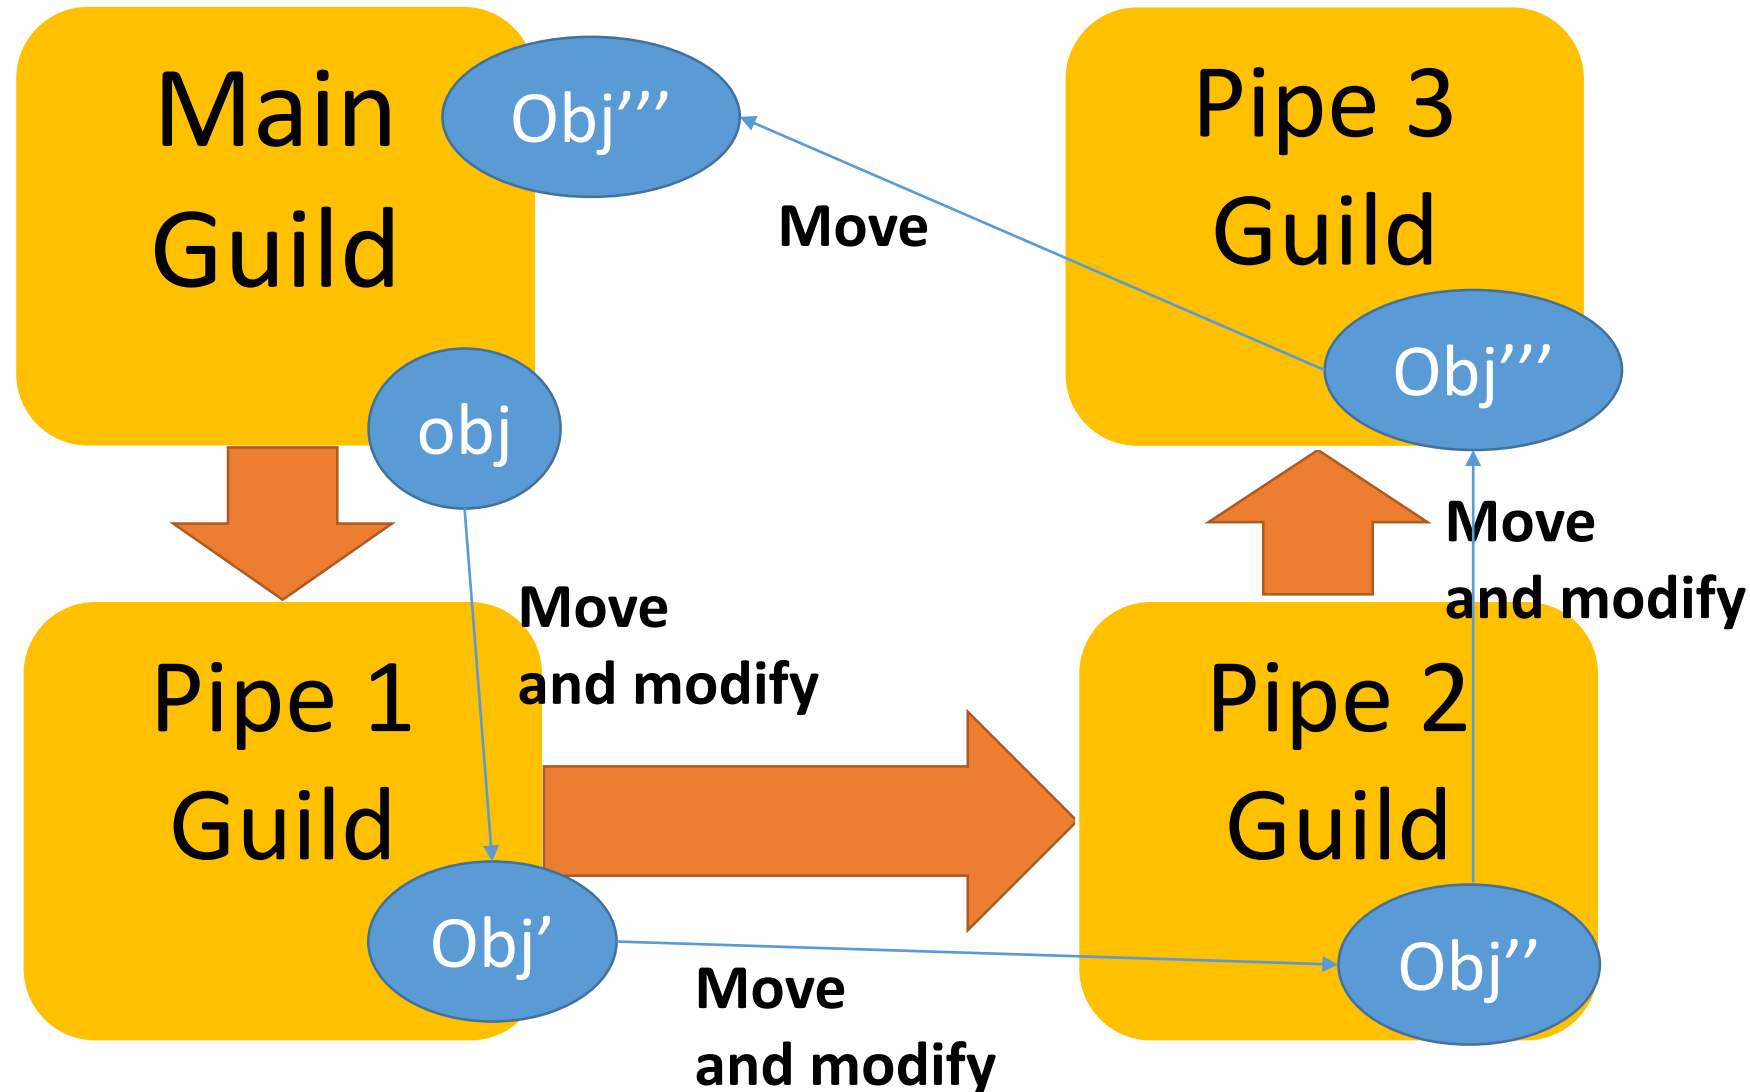 Main
Guild
Obj’’’
obj
Move
Pipe 3
Guild
Obj’’’
Move
and modify
Pipe 1
Guild
Obj’
Move
and modify
Pipe 2
Guild
Obj’’
Move
and modify